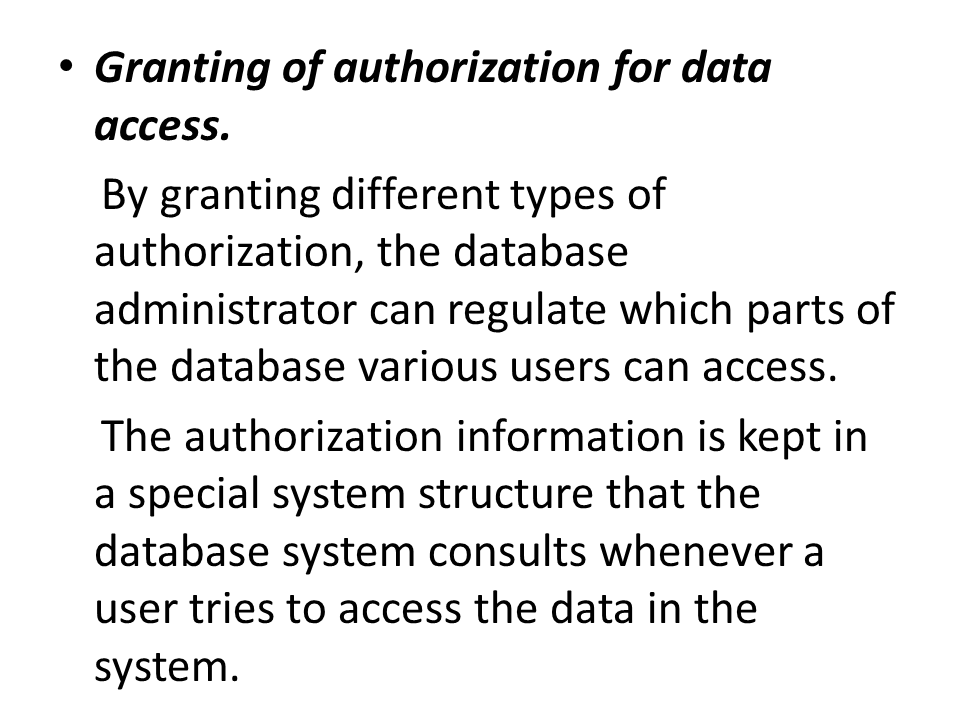 • Granting of authorization for data
access.
By granting different types of
authorization, the database
administrator can regulate which parts of
the database various users can access.
The authorization information is kept in
a special system structure that the
database system consults whenever a
user tries to access the data in the
system.